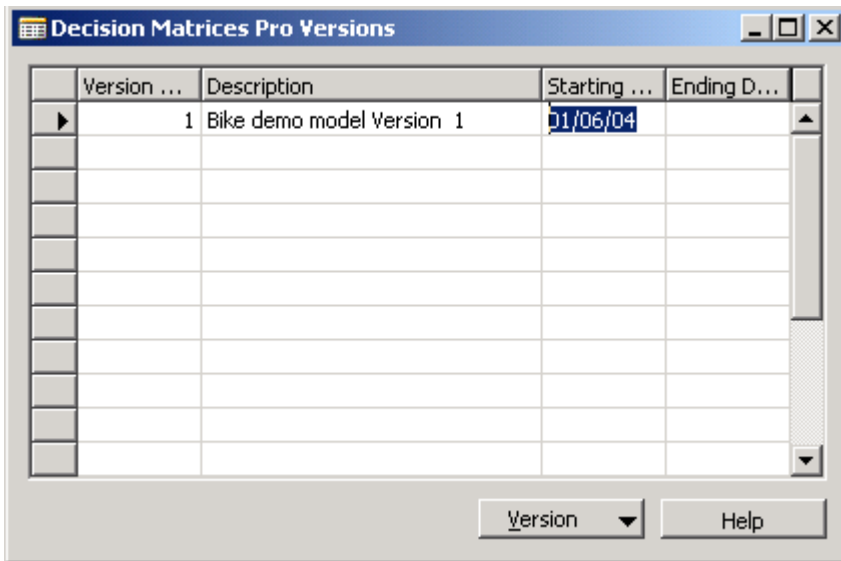 Decision Matrices Pro Versions
Version ... Description Starting ... Ending D...
1 Bike demo model Version 1 01/06/04
Version Help